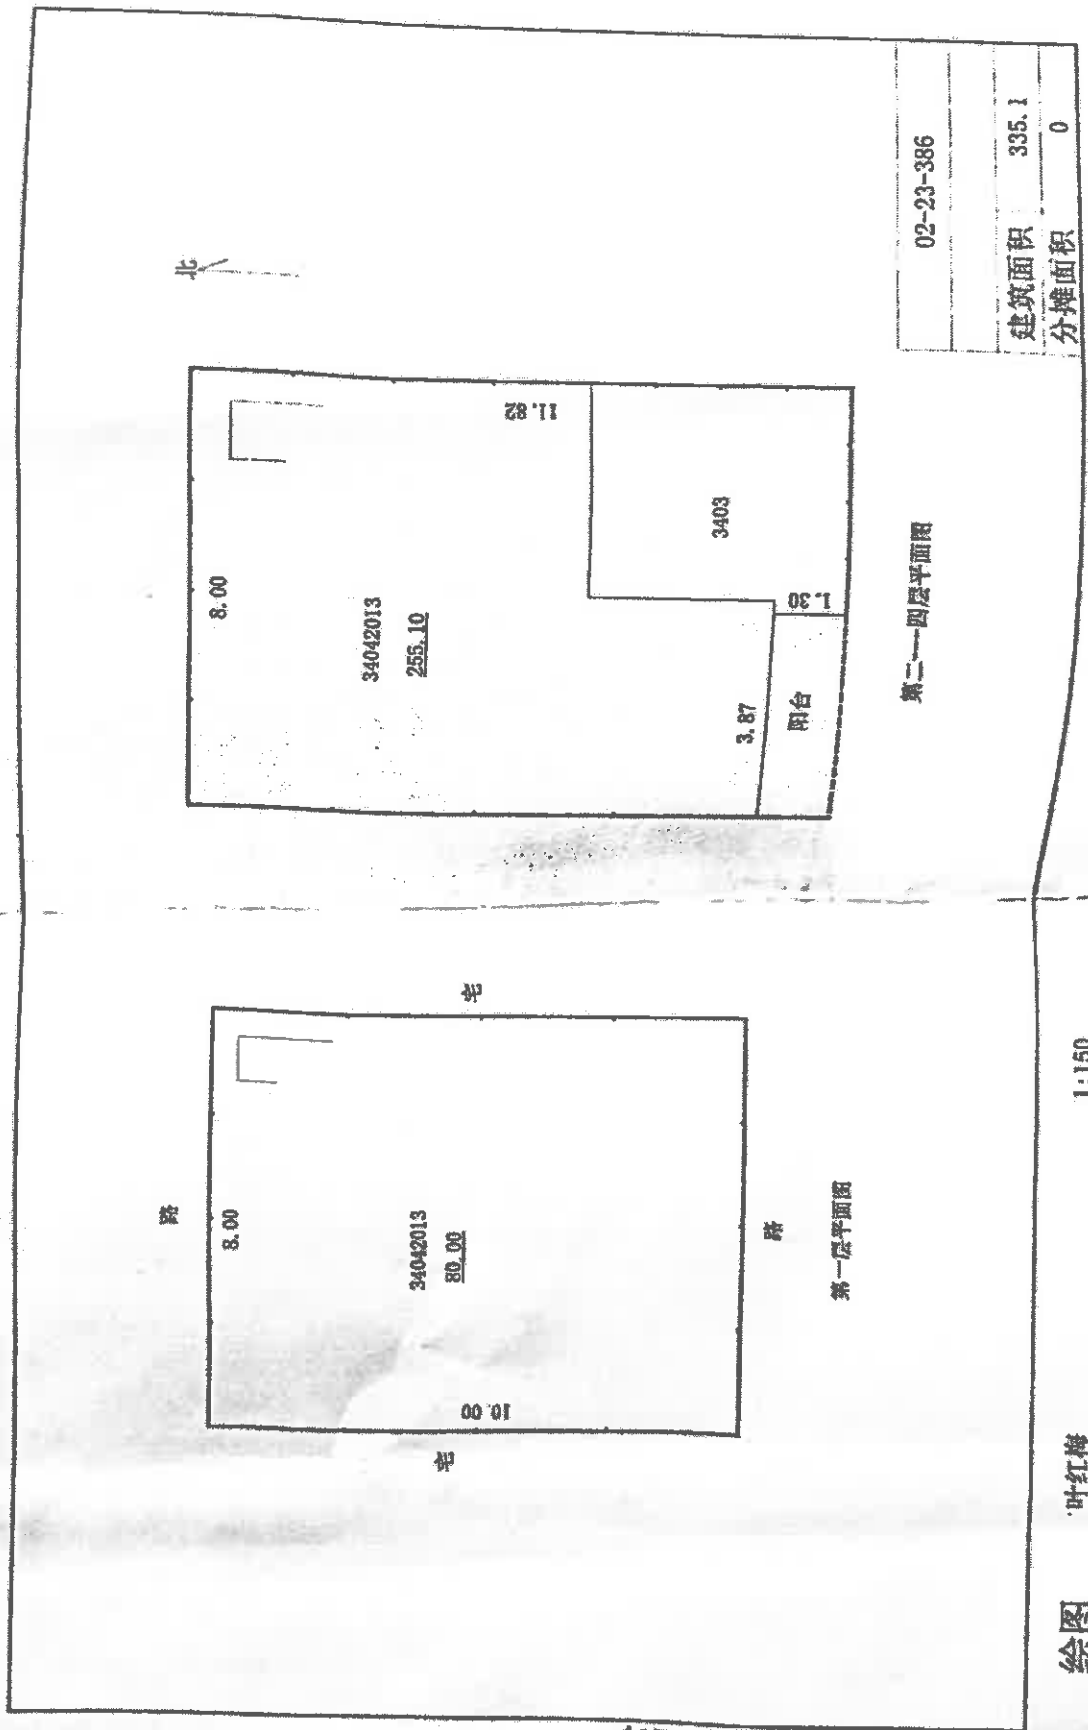 北
路
8.00
宅
34042013
80.00
10.00
宅
路
第一层平面图
8.00
34042013
255.10
11.82
3403
3.87
1.30
阳台
第二一四层平面图
02-23-386
建筑面积 335.1
分摊面积 0
绘图 叶红梅 1:150